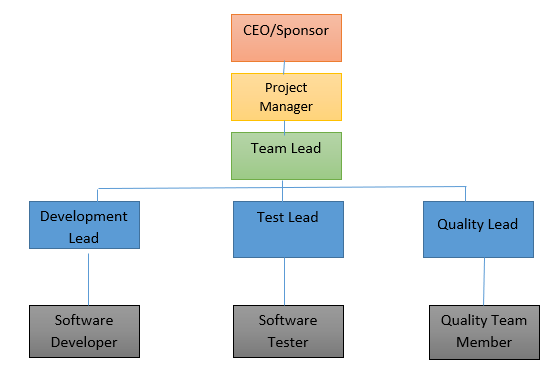 CEO/Sponsor
Project
Manager
Team Lead
Development
Lead
Test Lead
Quality Lead
Software
Developer
Software
Tester
Quality Team
Member